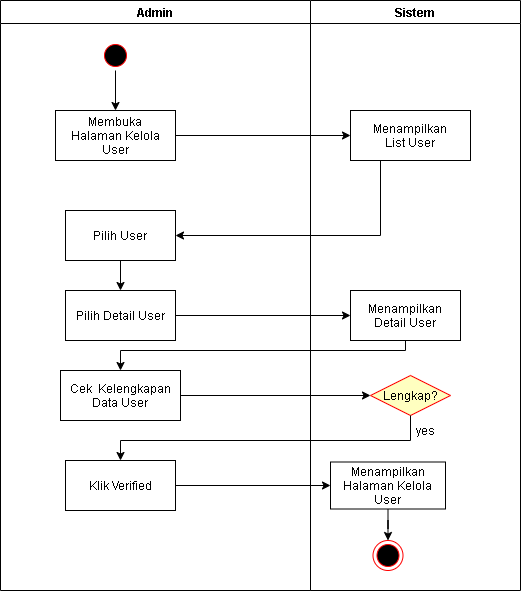 Admin
Sistem
Membuka
Halaman Kelola
User
Menampilkan
List User
Pilih User
Pilih Detail User
Menampilkan
Detail User
Cek Kelengkapan
Data User
Lengkap?
yes
Klik Verified
Menampilkan
Halaman Kelola
User